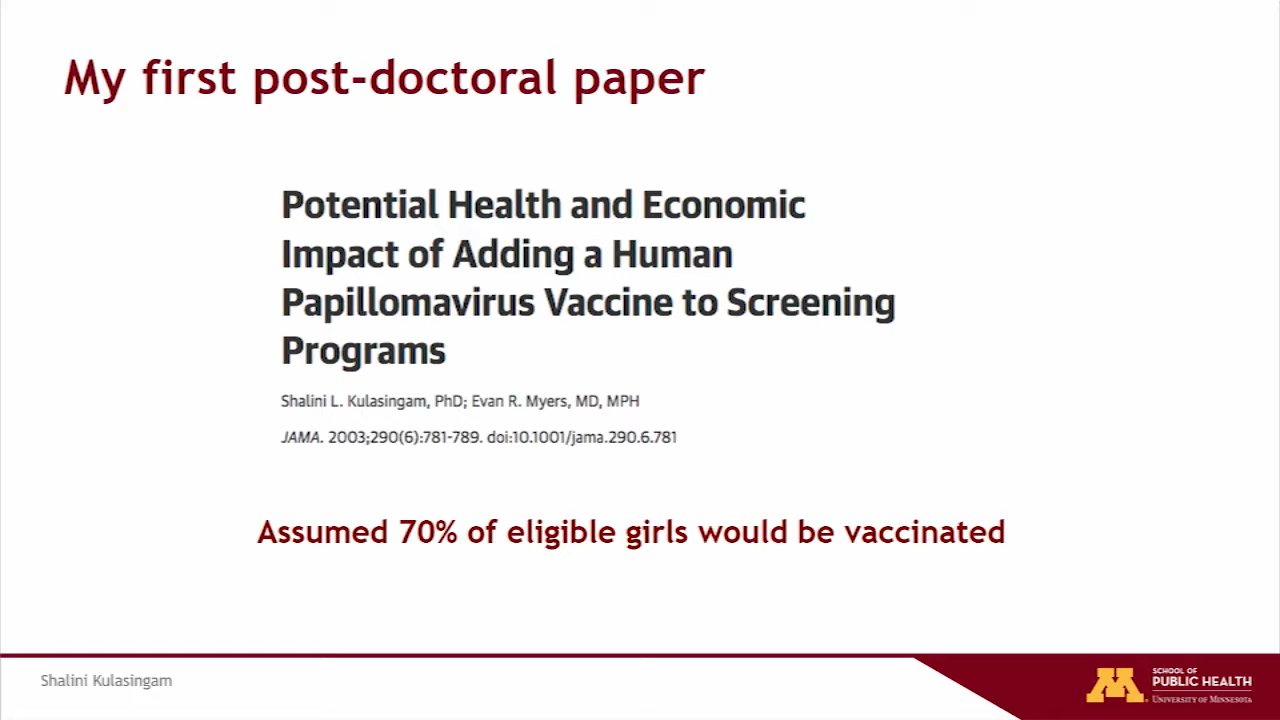 My first post-doctoral paper
Potential Health and Economic
Impact of Adding a Human
Papillomavirus Vaccine to Screening
Programs
Shalini L. Kulasingam, PhD; Evan R. Myers, MD, MPH
JAMA. 2003;290(6):781-789. doi:10.1001/jama.290.6.781
Assumed 70% of eligible girls would be vaccinated
Shalini Kulasingam
M
SCHOOL OF
PUBLIC HEALTH
UNIVERSITY OF MINNESOTA